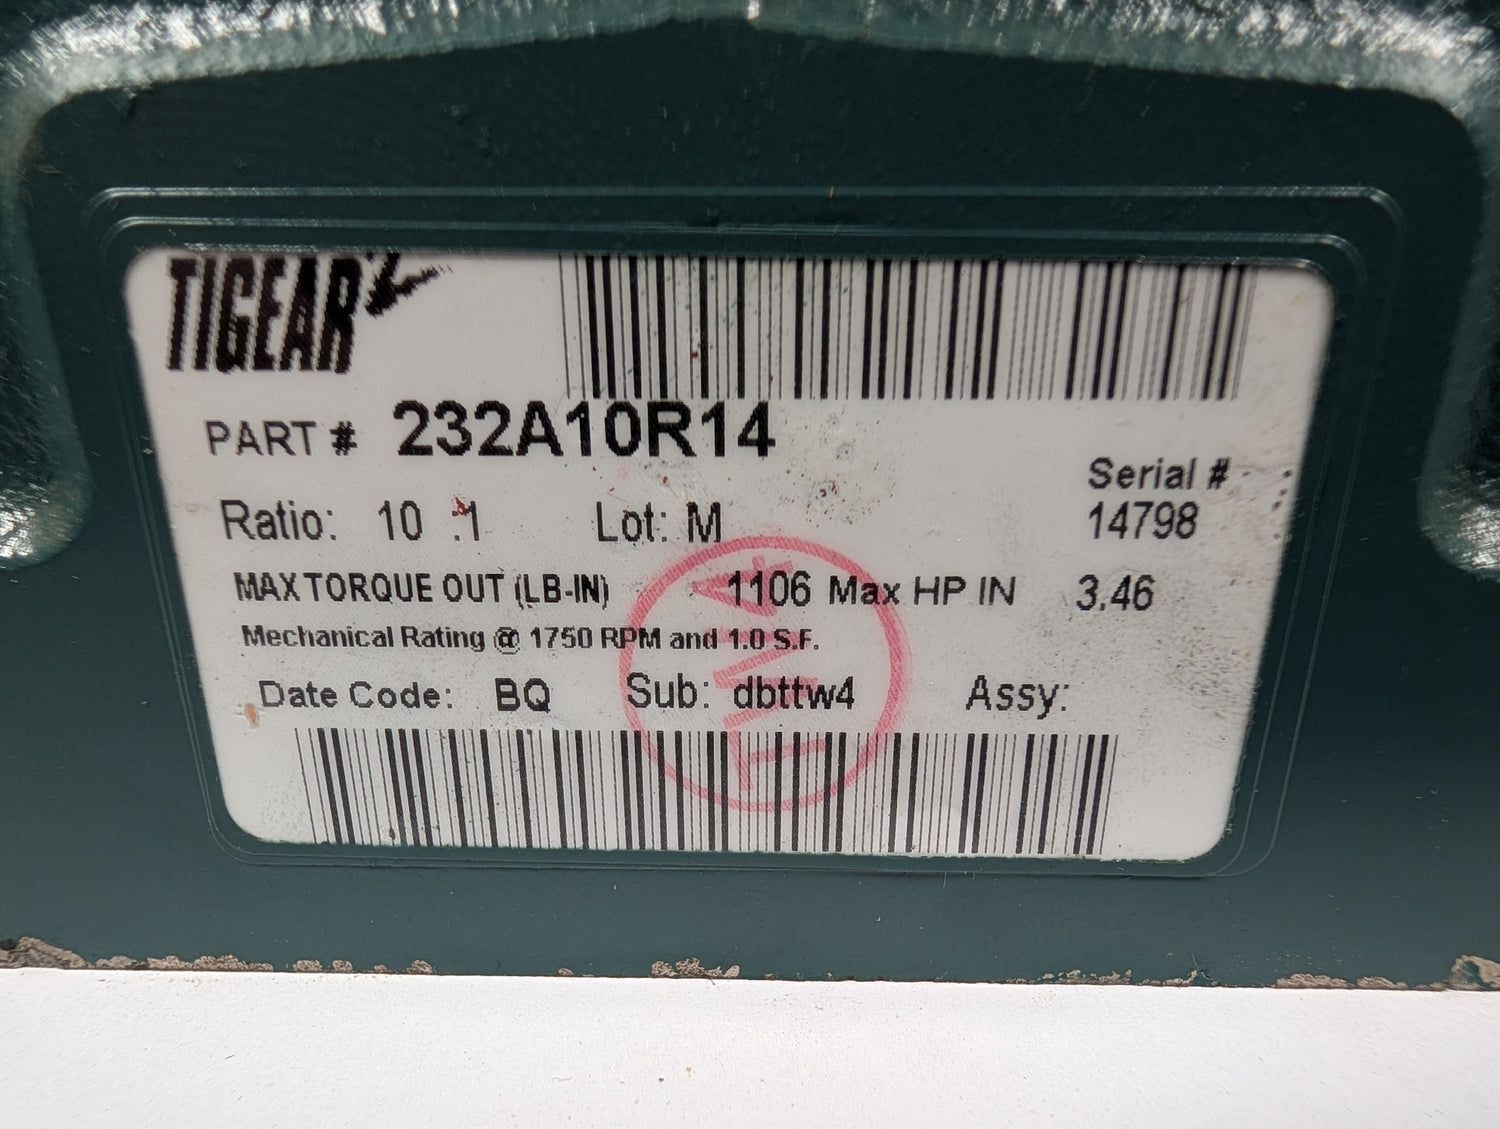 TIGEAR
PART # 232A10R14
Serial #
Ratio: 10 :1 Lot: M 14798
MAX TORQUE OUT (LB-IN) 1106 Max HP IN 3.46
Mechanical Rating @ 1750 RPM and 1.0 S.F.
Date Code: BQ Sub: dbttw4 Assy:
TW4